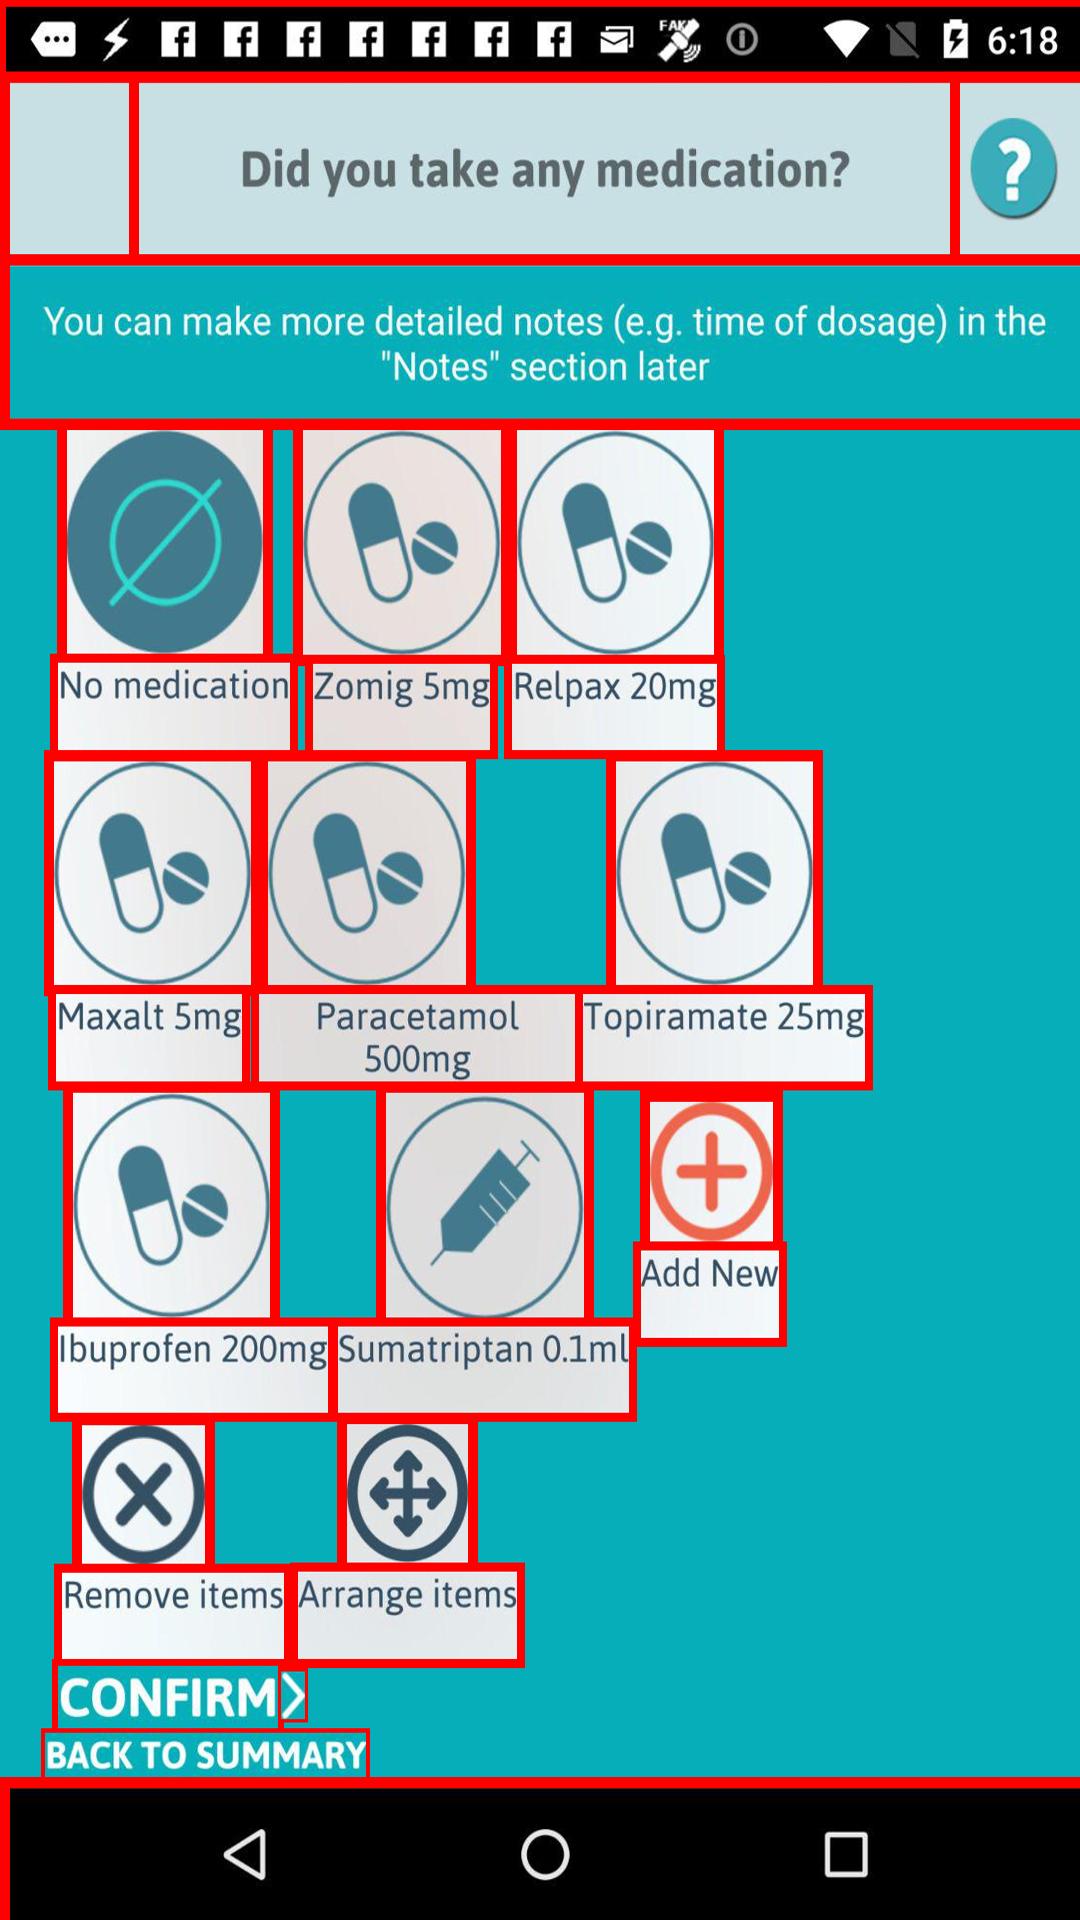 FAKE
6:18
Did you take any medication?
?
You can make more detailed notes (e.g. time of dosage) in the
"Notes" section later
No medication
Zomig 5mg
Relpax 20mg
Maxalt 5mg
Paracetamol
500mg
Topiramate 25mg
Ibuprofen 200mg
Sumatriptan 0.1ml
Add New
Remove items
Arrange items
CONFIRM
BACK TO SUMMARY